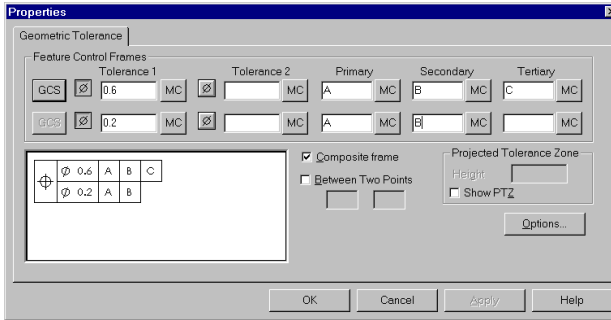 Properties
Geometric Tolerance
Feature Control Frames
Tolerance 1 Tolerance 2 Primary Secondary Tertiary
GCS Ø 0.6 MC Ø MC A MC B MC C MC
GCS Ø 0.2 MC Ø MC A MC B MC MC
Ø 0.6 A B C
Ø 0.2 A B
Composite frame
Between Two Points
Projected Tolerance Zone
Height
Show PTZ
Options...
OK Cancel Apply Help